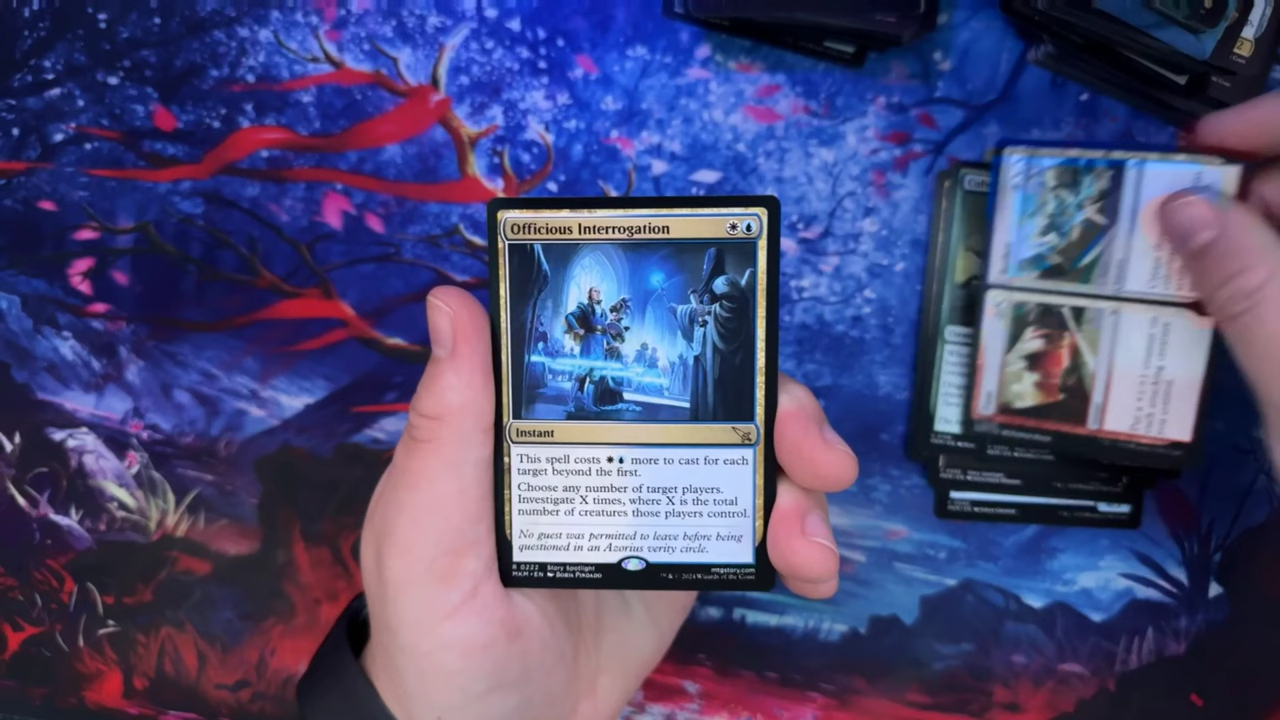 Officious Interrogation
Instant
This spell costs more to cast for each
target beyond the first.
Choose any number of target players.
Investigate X times, where X is the total
number of creatures those players control.
No guest was permitted to leave before being
questioned in an Azorius verity circle.
R 0222 Story Spotlight
mtgstory.com
MKM • EN Boris Pindado
™ & © 2024 Wizards of the Coast